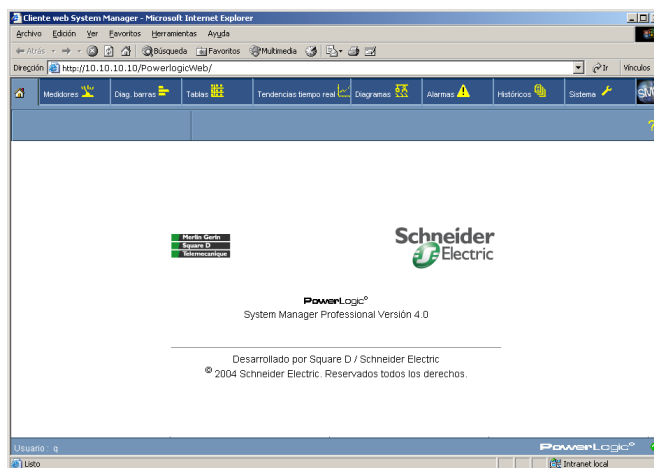 Cliente web System Manager - Microsoft Internet Explorer
Archivo Edición Ver Favoritos Herramientas Ayuda
Atrás Búsqueda Favoritos Multimedia
Dirección http://10.10.10.10/PowerlogicWeb/ Ir Vínculos
Medidores Diag. barras Tablas Tendencias tiempo real Diagramas Alarmas Históricos Sistema
?
Merlin Gerin
Square D
Telemecanique
Schneider
Electric
PowerLogic®
System Manager Professional Versión 4.0
Desarrollado por Square D / Schneider Electric
© 2004 Schneider Electric. Reservados todos los derechos.
Usuario : q PowerLogic®
Listo Intranet local